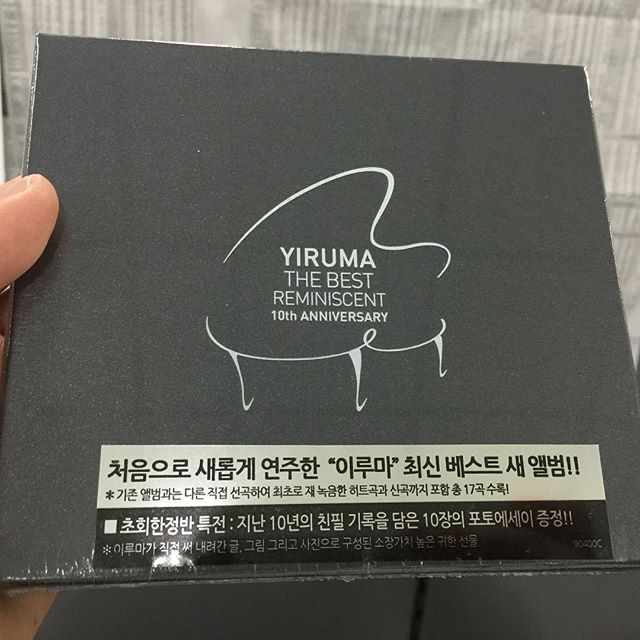 YIRUMA
THE BEST
REMINISCENT
10th ANNIVERSARY
처음으로 새롭게 연주한 “이루마” 최신 베스트 새 앨범!!
* 기존 앨범과는 다른 직접 선곡하여 최초로 재 녹음한 히트곡과 신곡까지 포함 총 17곡 수록!
■ 초회한정반 특전 : 지난 10년의 친필 기록을 담은 10장의 포토에세이 증정!!
* 이루마가 직접 써 내려간 글, 그림 그리고 사진으로 구성된 소장가치 높은 귀한 선물
90400C